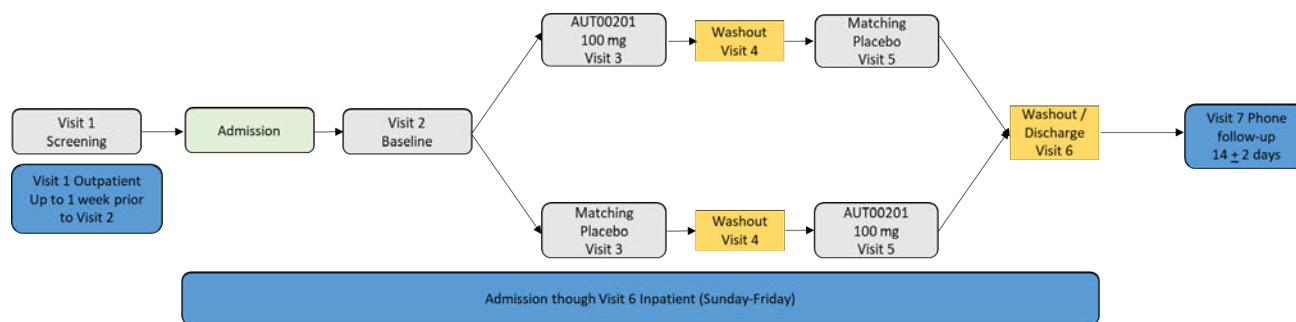 Visit 1
Screening
Visit 1 Outpatient
Up to 1 week prior
to Visit 2
Admission
Visit 2
Baseline
AUT00201
100 mg
Visit 3
Washout
Visit 4
Matching
Placebo
Visit 5
Matching
Placebo
Visit 3
Washout
Visit 4
AUT00201
100 mg
Visit 5
Washout /
Discharge
Visit 6
Visit 7 Phone
follow-up
14 ± 2 days
Admission though Visit 6 Inpatient (Sunday-Friday)